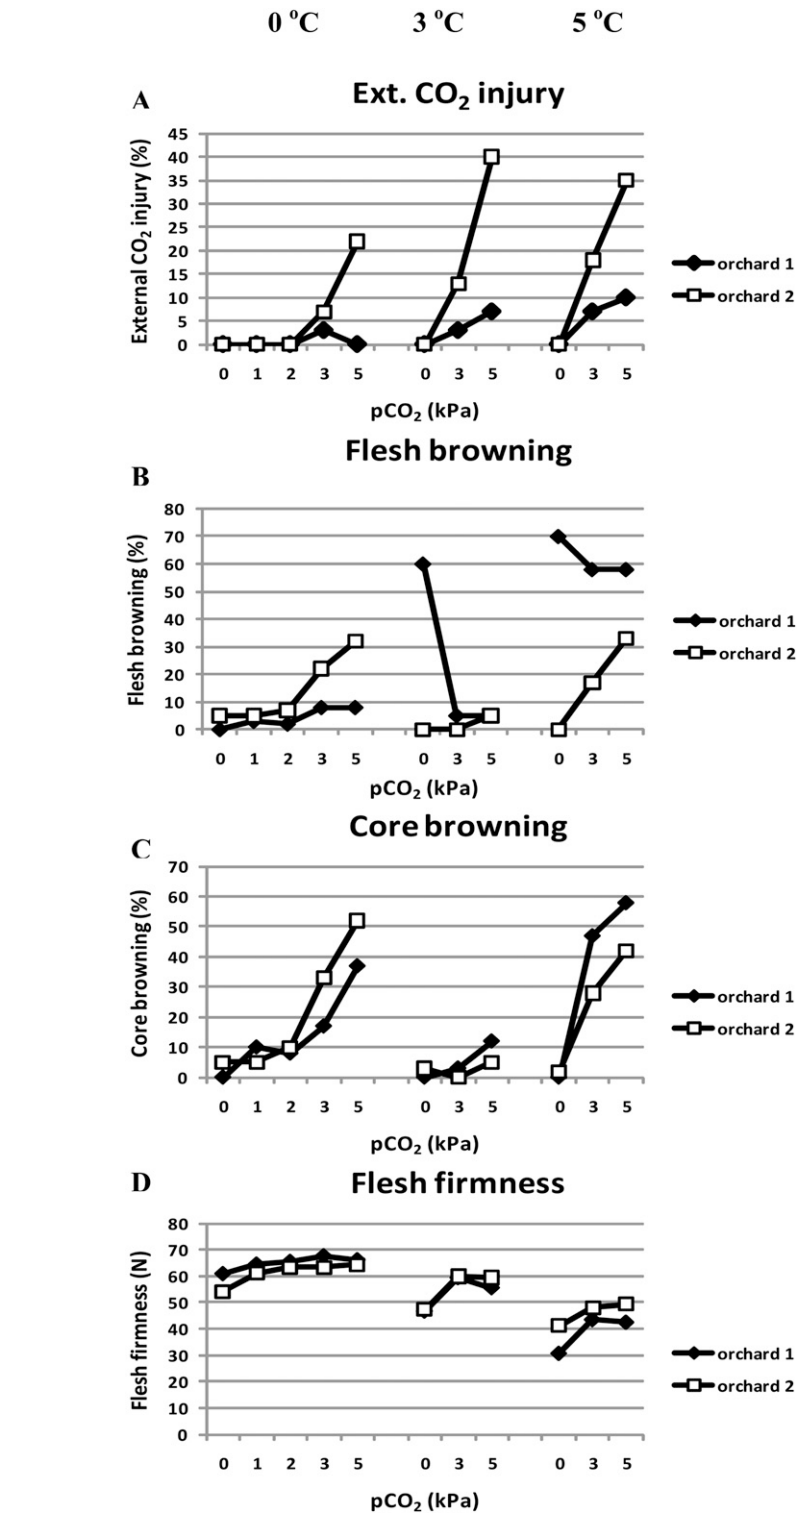 0 °C 3 °C 5 °C
A
Ext. CO₂ injury
External CO₂ injury (%)
45
40
35
30
25
20
15
10
5
0
0 1 2 3 5 0 3 5 0 3 5
pCO₂ (kPa)
orchard 1
orchard 2
B
Flesh browning
Flesh browning (%)
80
70
60
50
40
30
20
10
0
0 1 2 3 5 0 3 5 0 3 5
pCO₂ (kPa)
orchard 1
orchard 2
C
Core browning
Core browning (%)
70
60
50
40
30
20
10
0
0 1 2 3 5 0 3 5 0 3 5
pCO₂ (kPa)
orchard 1
orchard 2
D
Flesh firmness
Flesh firmness (N)
80
70
60
50
40
30
20
10
0
0 1 2 3 5 0 3 5 0 3 5
pCO₂ (kPa)
orchard 1
orchard 2